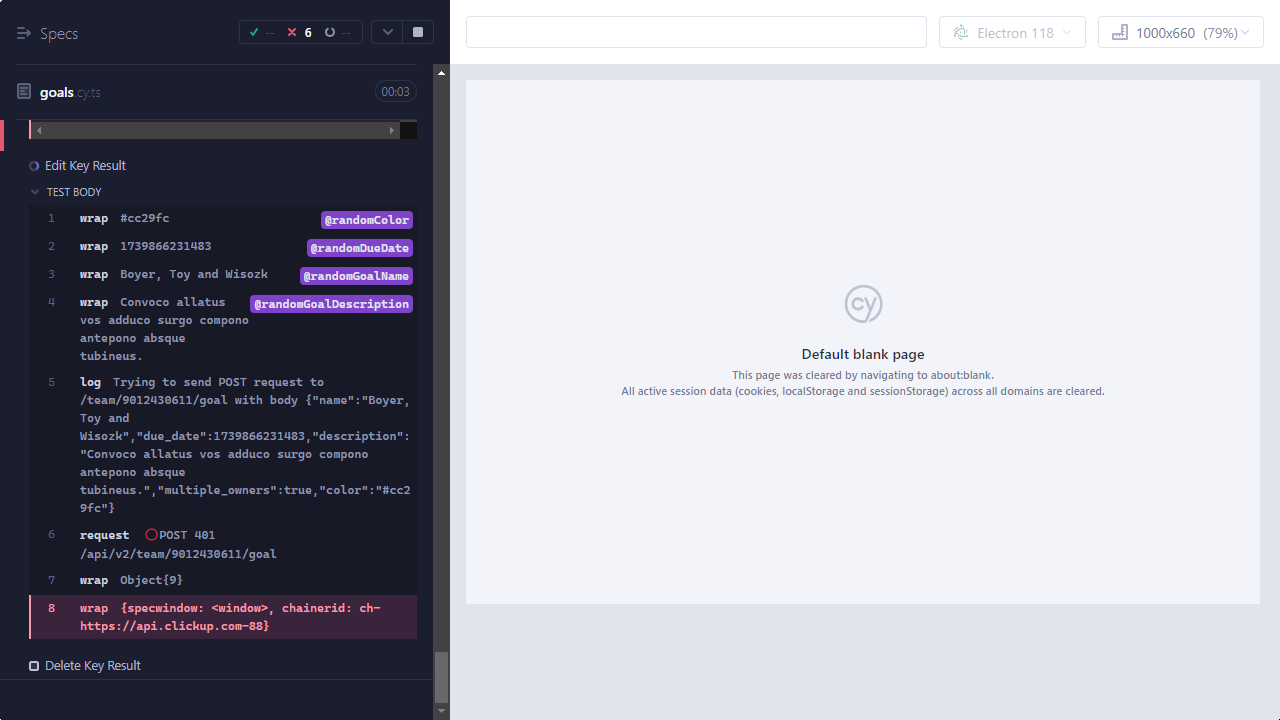 Specs
-- 6 --
Electron 118
1000x660 (79%)
goals.cy.ts
00:03
Edit Key Result
TEST BODY
1 wrap #cc29fc @randomColor
2 wrap 1739866231483 @randomDueDate
3 wrap Boyer, Toy and Wisozk @randomGoalName
4 wrap Convoco allatus @randomGoalDescription
vos adduco surgo compono
antepono absque
tubineus.
5 log Trying to send POST request to
/team/9012430611/goal with body {"name":"Boyer,
Toy and
Wisozk","due_date":1739866231483,"description":
"Convoco allatus vos adduco surgo compono
antepono absque
tubineus.","multiple_owners":true,"color":"#cc2
9fc"}
6 request POST 401
/api/v2/team/9012430611/goal
7 wrap Object{9}
8 wrap {specwindow: <window>, chainerid: ch-
https://api.clickup.com-88}
Delete Key Result
cy
Default blank page
This page was cleared by navigating to about:blank.
All active session data (cookies, localStorage and sessionStorage) across all domains are cleared.